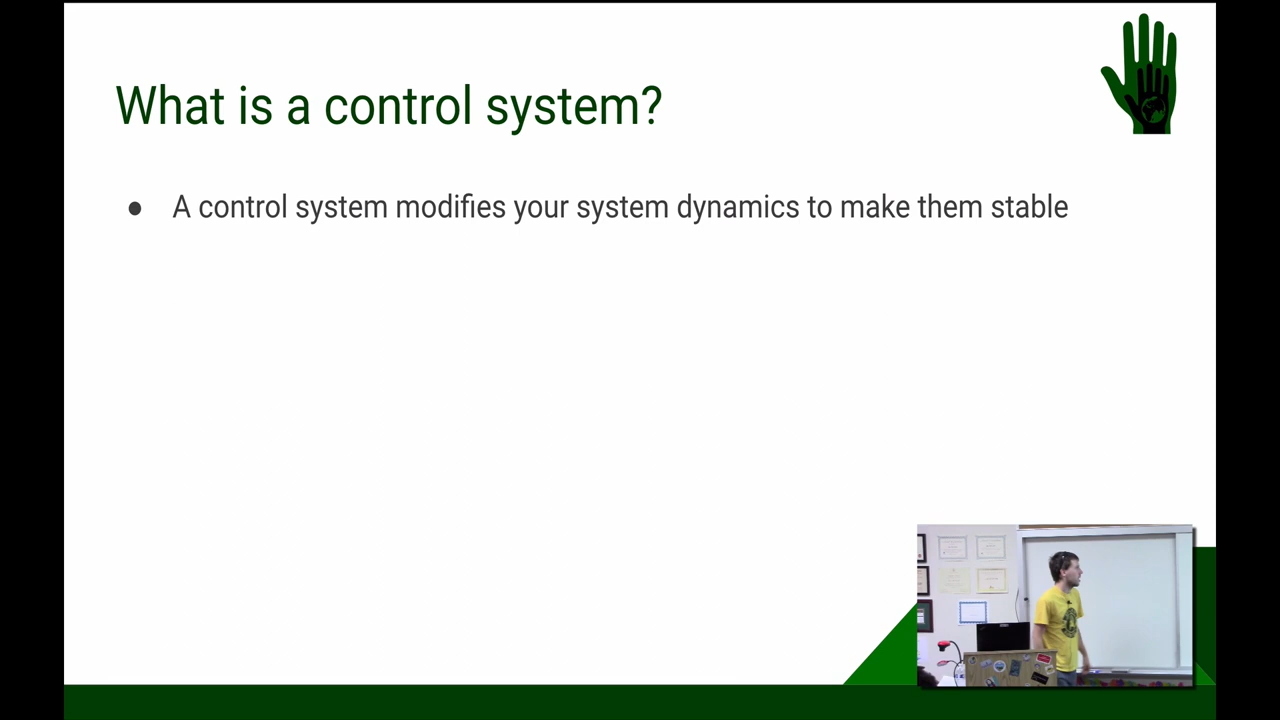 What is a control system?
● A control system modifies your system dynamics to make them stable